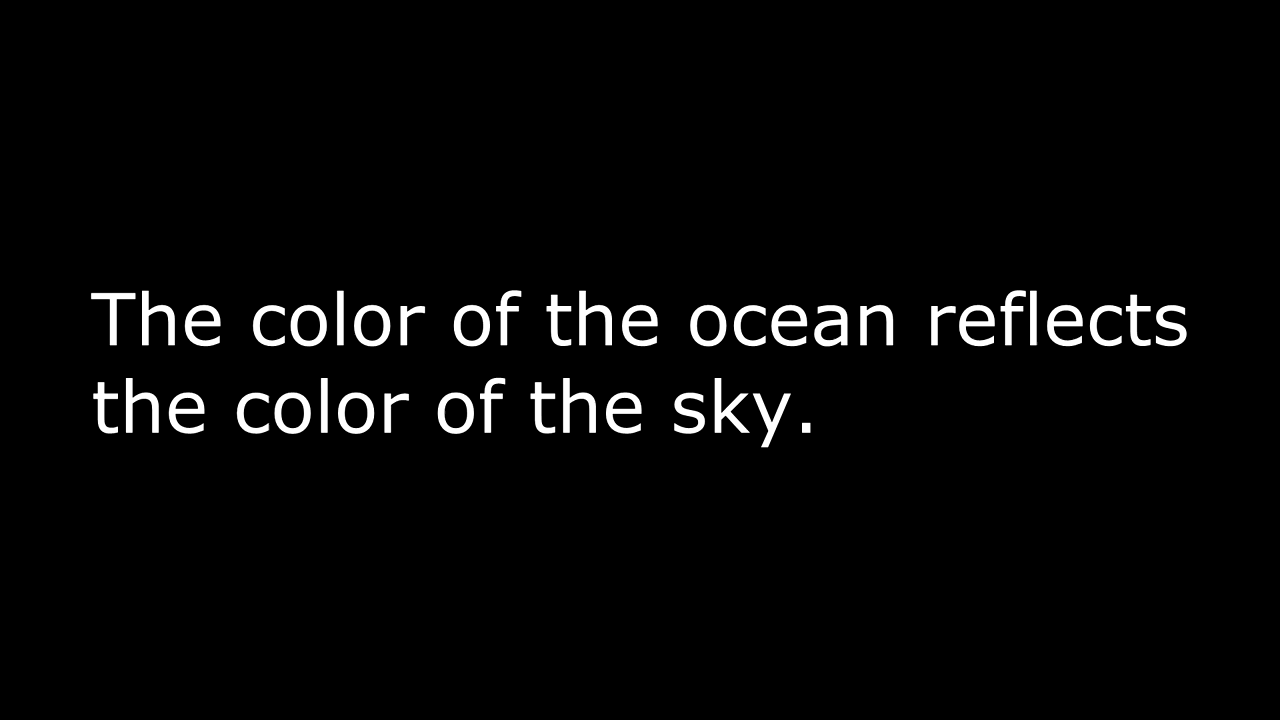 The color of the ocean reflects
the color of the sky.